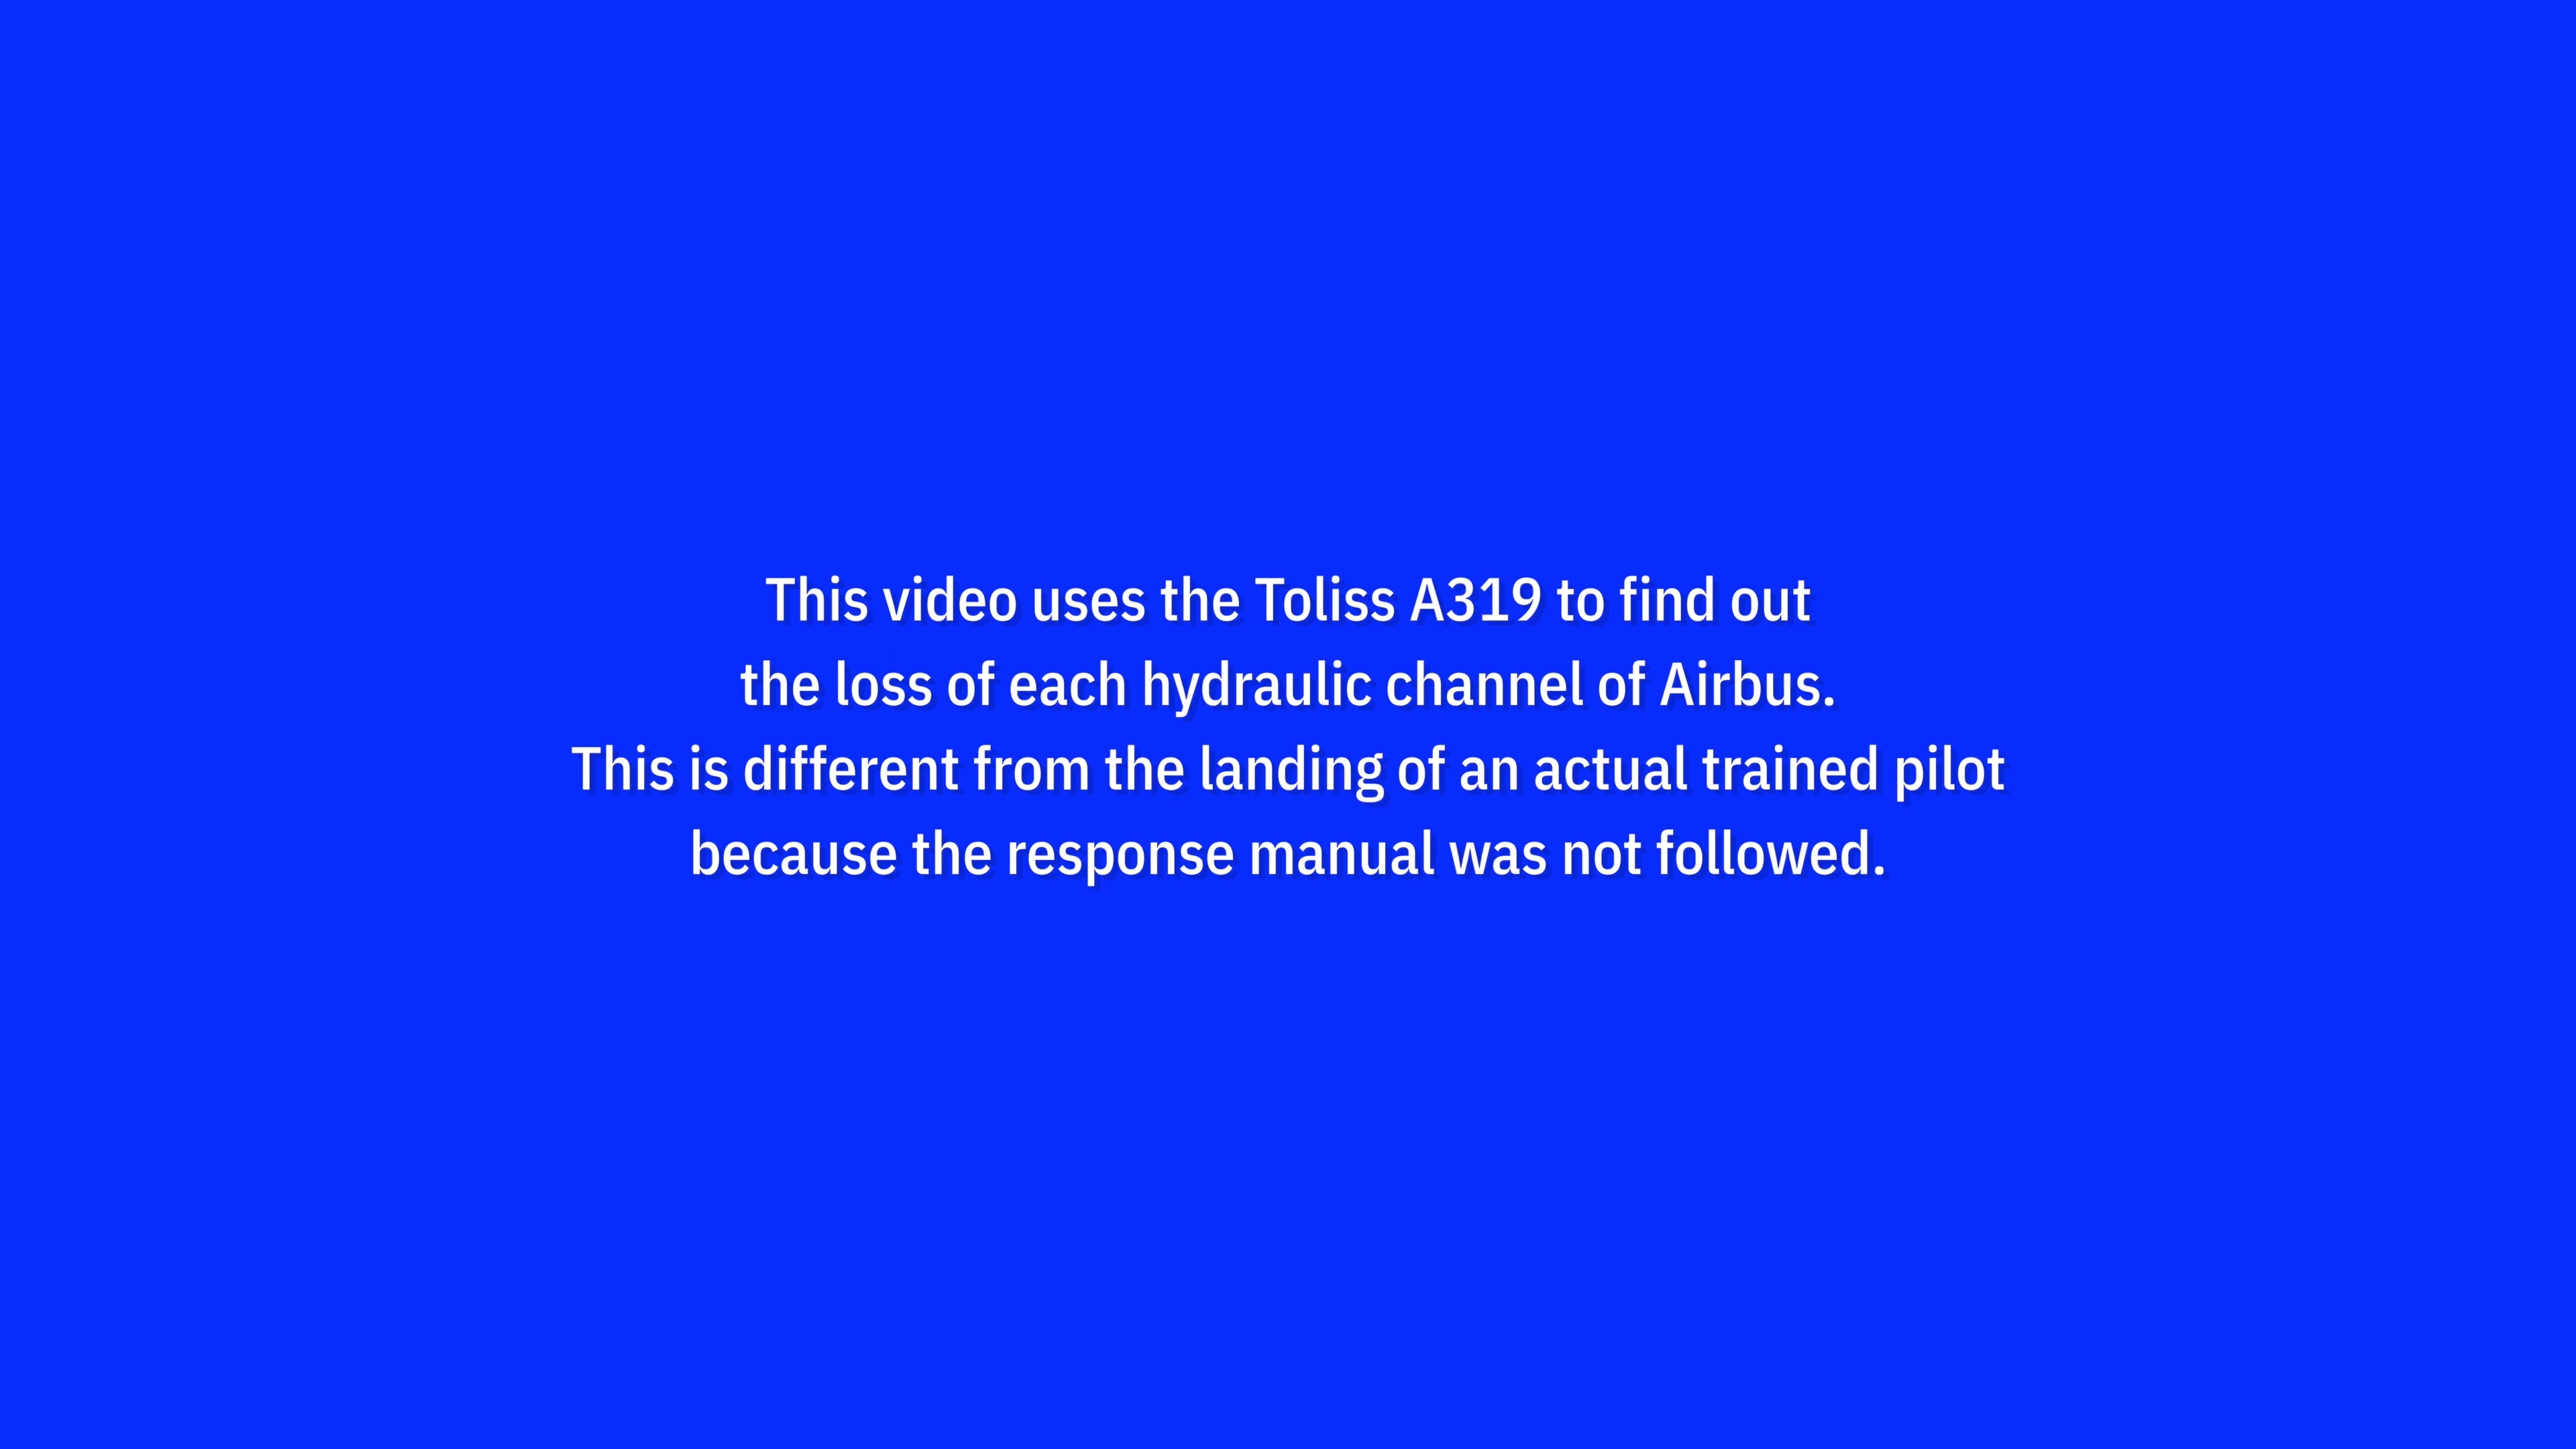 This video uses the Toliss A319 to find out
the loss of each hydraulic channel of Airbus.
This is different from the landing of an actual trained pilot
because the response manual was not followed.